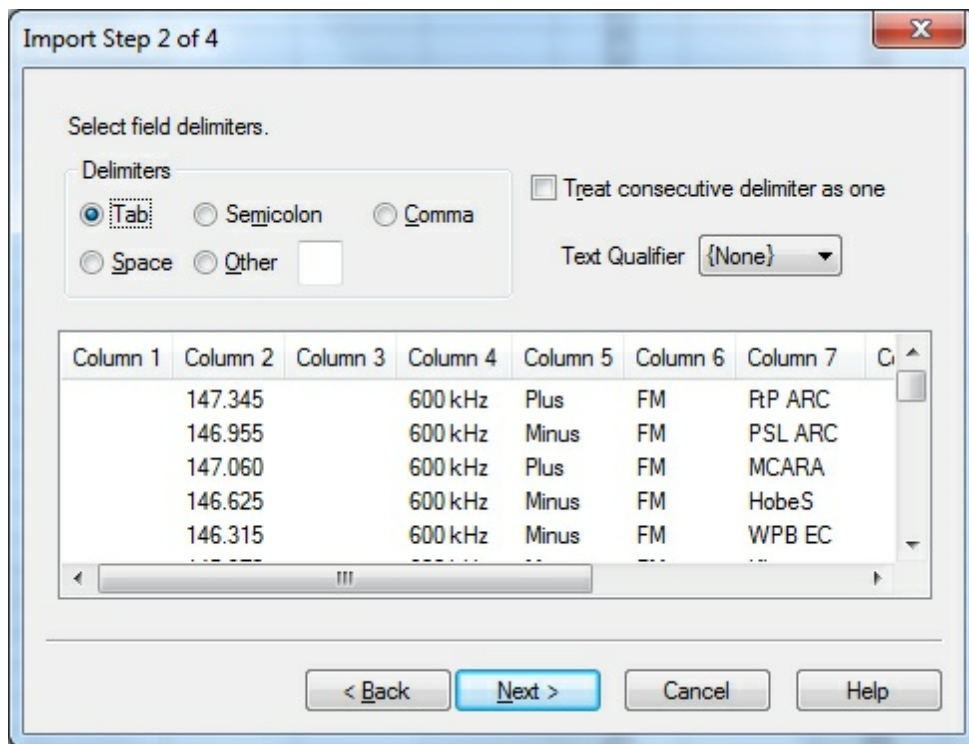 Import Step 2 of 4
Select field delimiters.
Delimiters
Tab Semicolon Comma
Space Other
Treat consecutive delimiter as one
Text Qualifier {None}
Column 1 Column 2 Column 3 Column 4 Column 5 Column 6 Column 7
147.345 600 kHz Plus FM FtP ARC
146.955 600 kHz Minus FM PSL ARC
147.060 600 kHz Plus FM MCARA
146.625 600 kHz Minus FM HobeS
146.315 600 kHz Minus FM WPB EC
< Back Next > Cancel Help